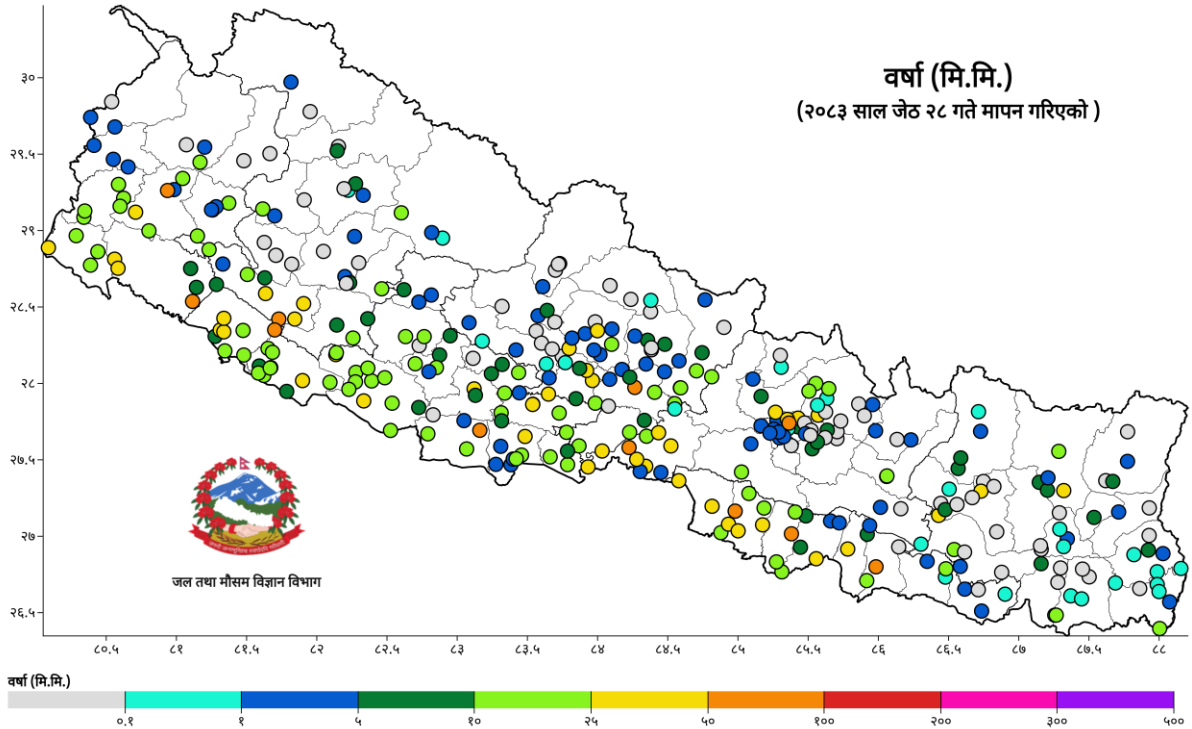 वर्षा (मि.मि.)
(२०८३ साल जेठ २८ गते मापन गरिएको )
३०
२९.५
२९
२८.५
२८
२७.५
२७
२६.५
जल तथा मौसम विज्ञान विभाग
८०.५ ८१ ८१.५ ८२ ८२.५ ८३ ८३.५ ८४ ८४.५ ८५ ८५.५ ८६ ८६.५ ८७ ८७.५ ८८
वर्षा (मि.मि.)
०.१ १ ५ १० २५ ५० १०० २०० ३०० ५००